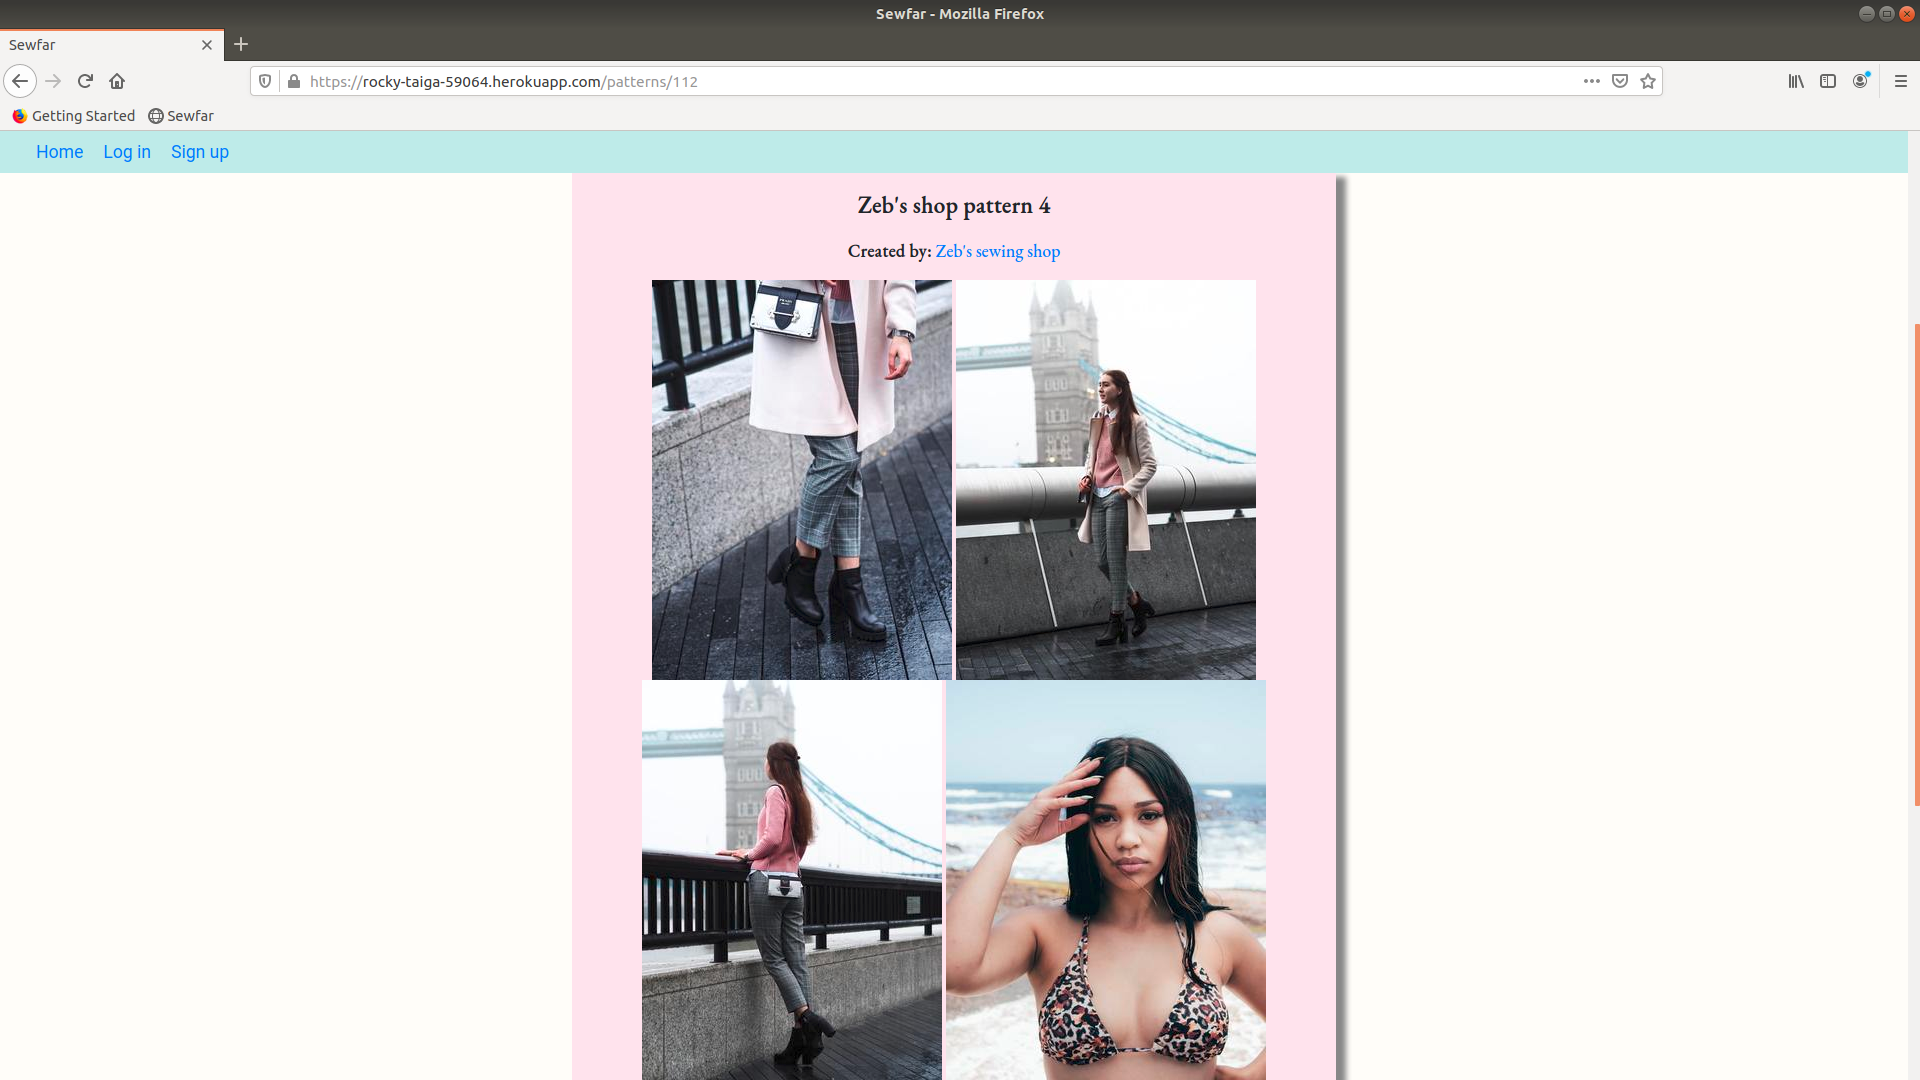 Sewfar - Mozilla Firefox
Sewfar
https://rocky-taiga-59064.herokuapp.com/patterns/112
Getting Started Sewfar
Home Log in Sign up
Zeb's shop pattern 4
Created by: Zeb's sewing shop